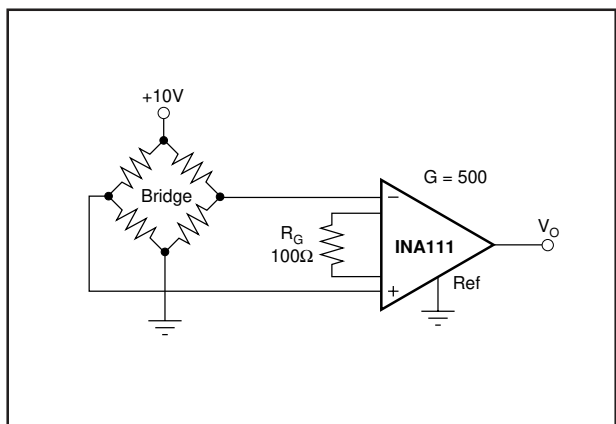 +10V
Bridge
G = 500
−
R_G
100Ω
INA111
V_O
+
Ref